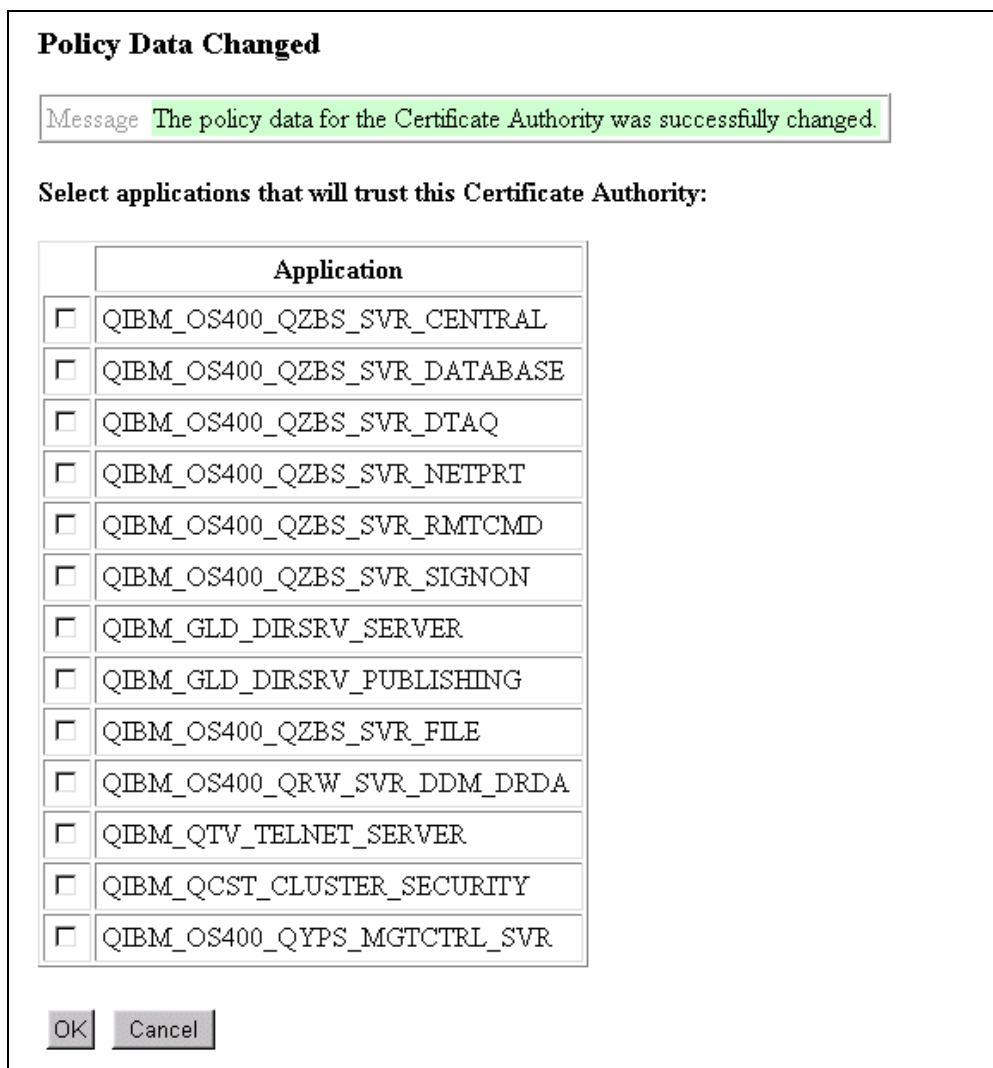 Policy Data Changed
Message The policy data for the Certificate Authority was successfully changed.
Select applications that will trust this Certificate Authority:
Application
QIBM_OS400_QZBS_SVR_CENTRAL
QIBM_OS400_QZBS_SVR_DATABASE
QIBM_OS400_QZBS_SVR_DTAQ
QIBM_OS400_QZBS_SVR_NETPRT
QIBM_OS400_QZBS_SVR_RMTCMD
QIBM_OS400_QZBS_SVR_SIGNON
QIBM_GLD_DIRSRV_SERVER
QIBM_GLD_DIRSRV_PUBLISHING
QIBM_OS400_QZBS_SVR_FILE
QIBM_OS400_QRW_SVR_DDM_DRDA
QIBM_QTV_TELNET_SERVER
QIBM_QCST_CLUSTER_SECURITY
QIBM_OS400_QYPS_MGTCTRL_SVR
OK Cancel